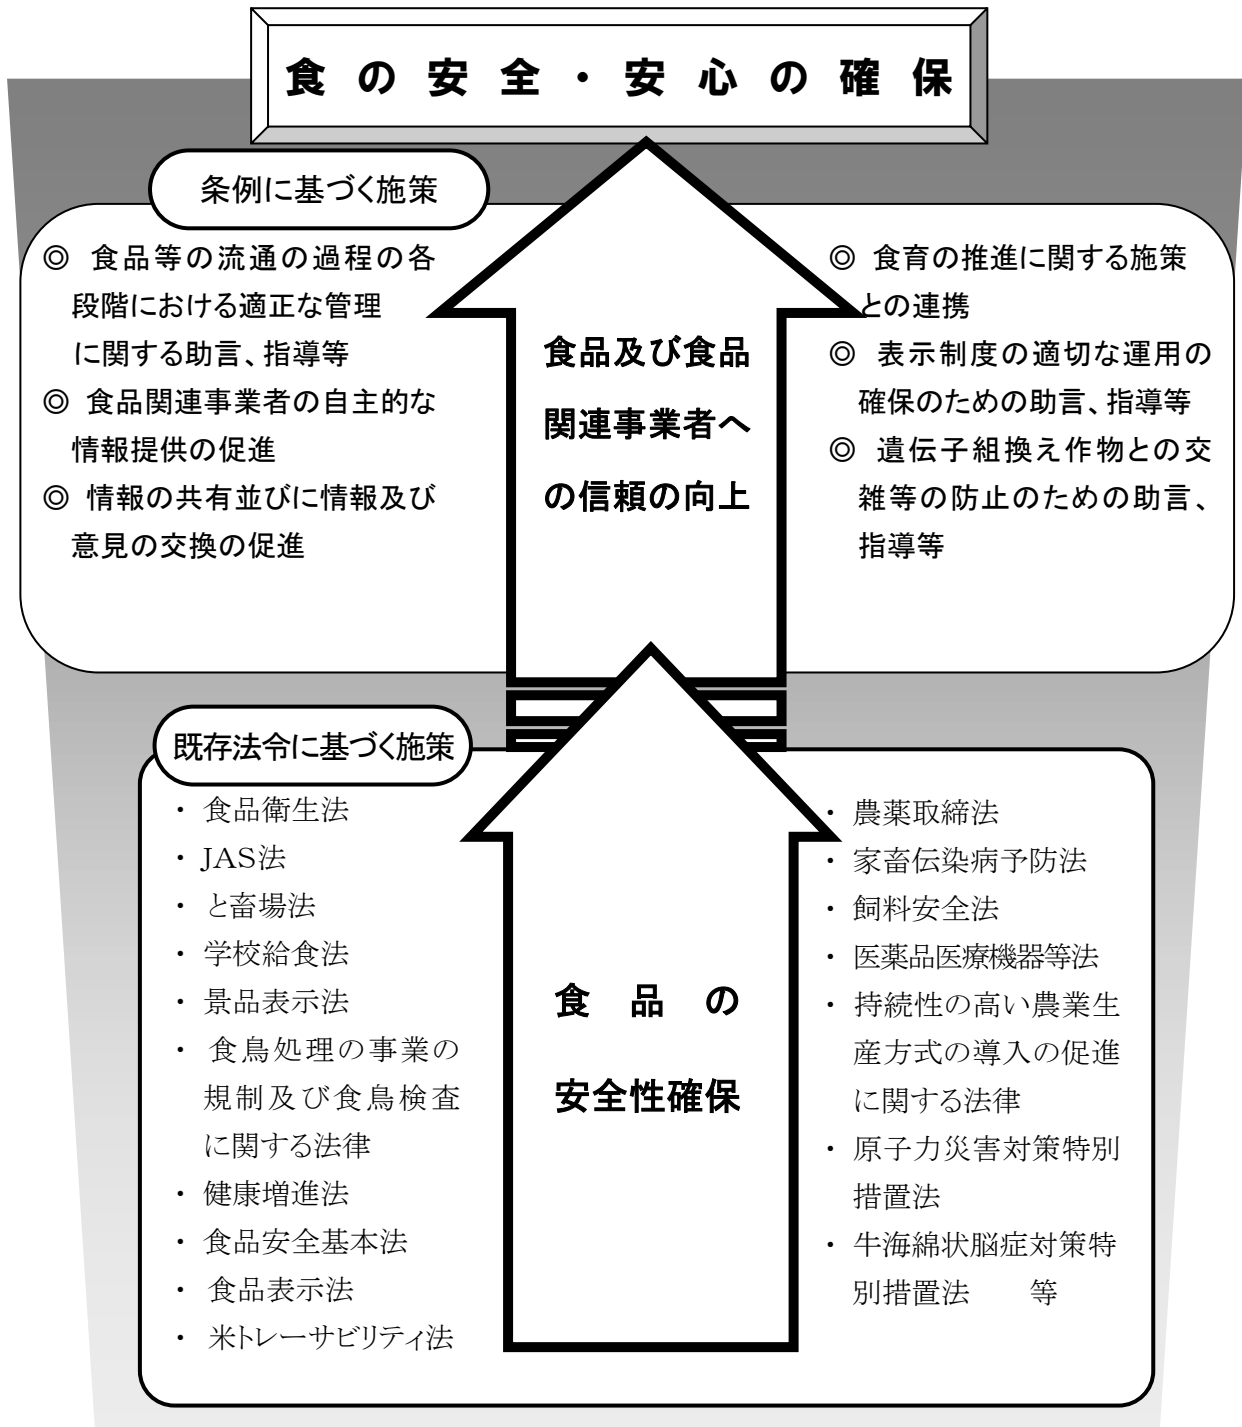 食の安全・安心の確保
条例に基づく施策
◎ 食品等の流通の過程の各
段階における適正な管理
に関する助言、指導等
◎ 食品関連事業者の自主的な
情報提供の促進
◎ 情報の共有並びに情報及び
意見の交換の促進
食品及び食品
関連事業者へ
の信頼の向上
◎ 食育の推進に関する施策
との連携
◎ 表示制度の適切な運用の
確保のための助言、指導等
◎ 遺伝子組換え作物との交
雑等の防止のための助言、
指導等
既存法令に基づく施策
・ 食品衛生法
・ JAS法
・ と畜場法
・ 学校給食法
・ 景品表示法
・ 食鳥処理の事業の
規制及び食鳥検査
に関する法律
・ 健康増進法
・ 食品安全基本法
・ 食品表示法
・ 米トレーサビリティ法
食品の
安全性確保
・ 農薬取締法
・ 家畜伝染病予防法
・ 飼料安全法
・ 医薬品医療機器等法
・ 持続性の高い農業生
産方式の導入の促進
に関する法律
・ 原子力災害対策特別
措置法
・ 牛海綿状脳症対策特
別措置法 等